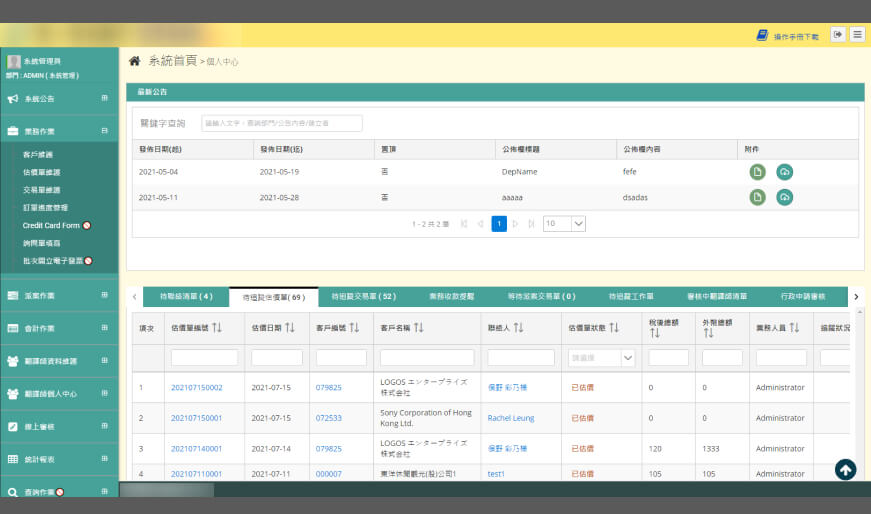 操作手冊下載
系統管理員
部門 : ADMIN ( 系統管理 )
系統公告
業務作業
客戶維護
估價單維護
交易單維護
訂單進度管理
Credit Card Form
詢問單填寫
批次開立電子發票
派案作業
會計作業
翻譯師資料維護
翻譯師個人中心
線上審核
統計報表
查詢作業
系統首頁 > 個人中心
最新公告
關鍵字查詢
請輸入文字，查詢部門/公告內容/建立者
發佈日期(起) 發佈日期(迄) 置頂 公佈欄標題 公佈欄內容 附件
2021-05-04 2021-05-19 否 DepName fefe
2021-05-11 2021-05-28 否 aaaaa dsadas
1 - 2 共 2 筆 1 10
待聯絡清單 ( 4 ) 待追蹤估價單( 69 ) 待追蹤交易單 ( 52 ) 業務收款提醒 等待派案交易單 ( 0 ) 待追蹤工作單 審核中翻譯師清單 行政申請審核
項次 估價單編號 估價日期 客戶編號 客戶名稱 聯絡人 估價單狀態 稅後總額 外幣總額 業務人員 追蹤狀況
請選擇
1 202107150002 2021-07-15 079825 LOGOS エンタープライズ株式会社 俣野 彩乃様 已估價 0 0 Administrator
2 202107150001 2021-07-15 072533 Sony Corporation of Hong Kong Ltd. Rachel Leung 已估價 0 0 Administrator
3 202107140001 2021-07-14 079825 LOGOS エンタープライズ株式会社 俣野 彩乃様 已估價 120 1333 Administrator
4 202107110001 2021-07-11 000007 東洋休閒觀光(股)公司1 test1 已估價 105 105 Administrator